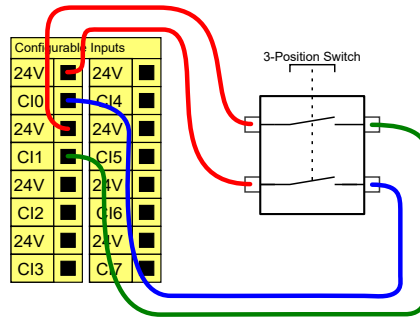 Configurable Inputs
3-Position Switch
24V 24V
CI0 CI4
24V 24V
CI1 CI5
24V 24V
CI2 CI6
24V 24V
CI3 CI7